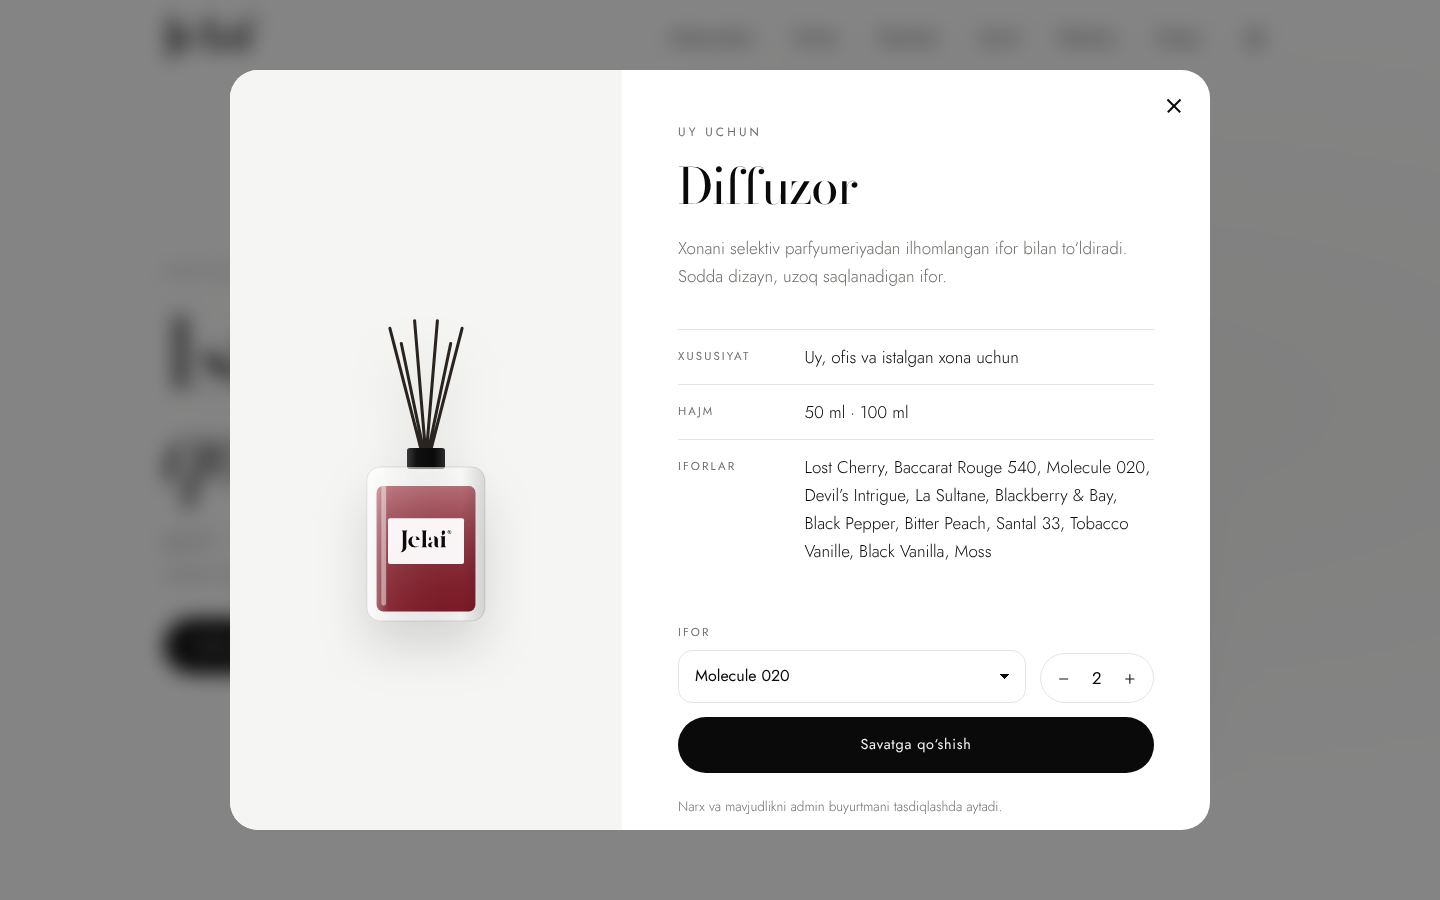 UY UCHUN
Diffuzor
Xonani selektiv parfyumeriyadan ilhomlangan ifor bilan to‘ldiradi.
Sodda dizayn, uzoq saqlanadigan ifor.
XUSUSIYAT
Uy, ofis va istalgan xona uchun
HAJM
50 ml · 100 ml
IFORLAR
Lost Cherry, Baccarat Rouge 540, Molecule 020,
Devil’s Intrigue, La Sultane, Blackberry & Bay,
Black Pepper, Bitter Peach, Santal 33, Tobacco
Vanille, Black Vanilla, Moss
Jelai®
IFOR
Molecule 020
− 2 +
Savatga qo‘shish
Narx va mavjudlikni admin buyurtmani tasdiqlashda aytadi.